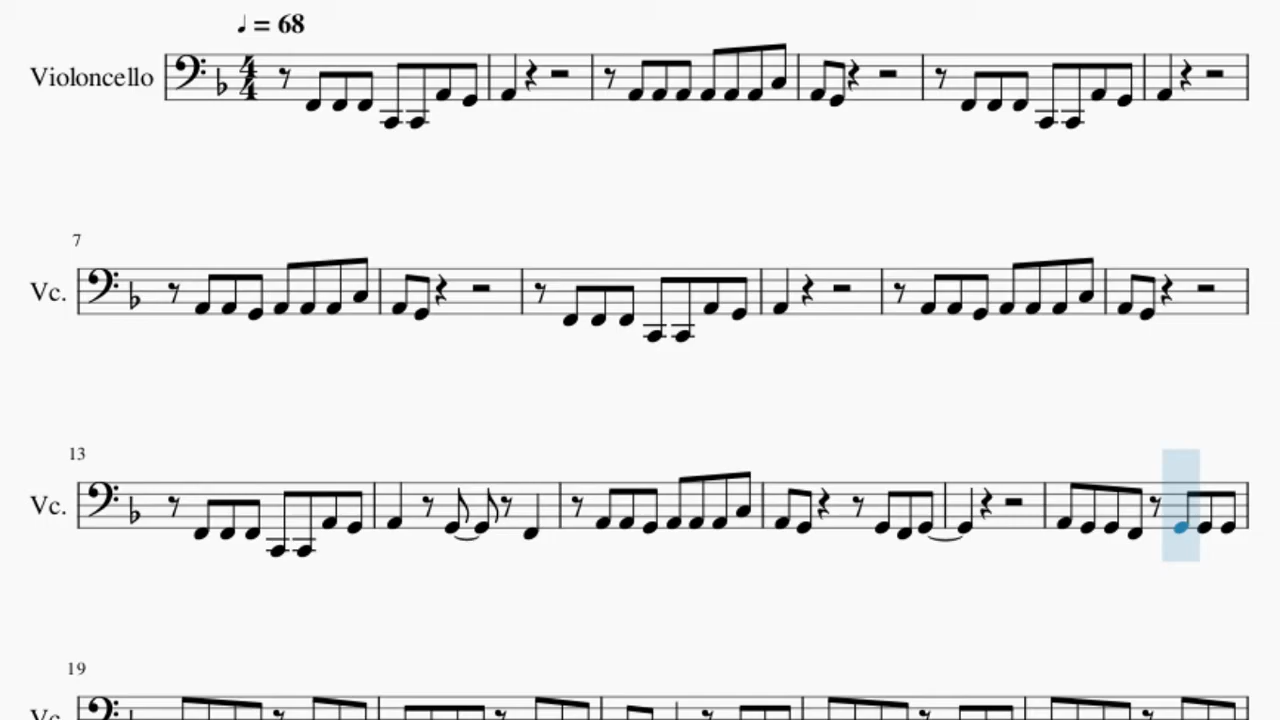 ♩ = 68
Violoncello
7
Vc.
13
Vc.
19
Vc.